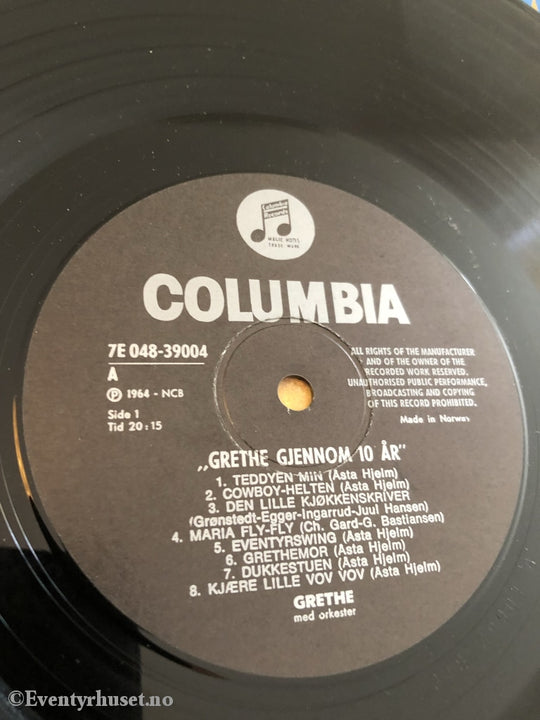 Columbia
Records
MAGIC NOTES
TRADE MARK
COLUMBIA
7E 048-39004
A
Ⓟ 1964 - NCB
Side 1
Tid 20:15
ALL RIGHTS OF THE MANUFACTURER
AND OF THE OWNER OF THE
RECORDED WORK RESERVED.
UNAUTHORISED PUBLIC PERFORMANCE,
BROADCASTING AND COPYING
OF THIS RECORD PROHIBITED.
Made in Norway
„GRETHE GJENNOM 10 ÅR"
1. TEDDYEN MIN (Asta Hjelm)
2. COWBOY-HELTEN (Asta Hjelm)
3. DEN LILLE KJØKKENSKRIVER
(Grønstedt-Egger-Ingarrud-Juul Hansen)
4. MARIA FLY-FLY (Ch. Gard-G. Bastiansen)
5. EVENTYRSWING (Asta Hjelm)
6. GRETHEMOR (Asta Hjelm)
7. DUKKESTUEN (Asta Hjelm)
8. KJÆRE LILLE VOV VOV (Asta Hjelm)
GRETHE
med orkester
©Eventyrhuset.no